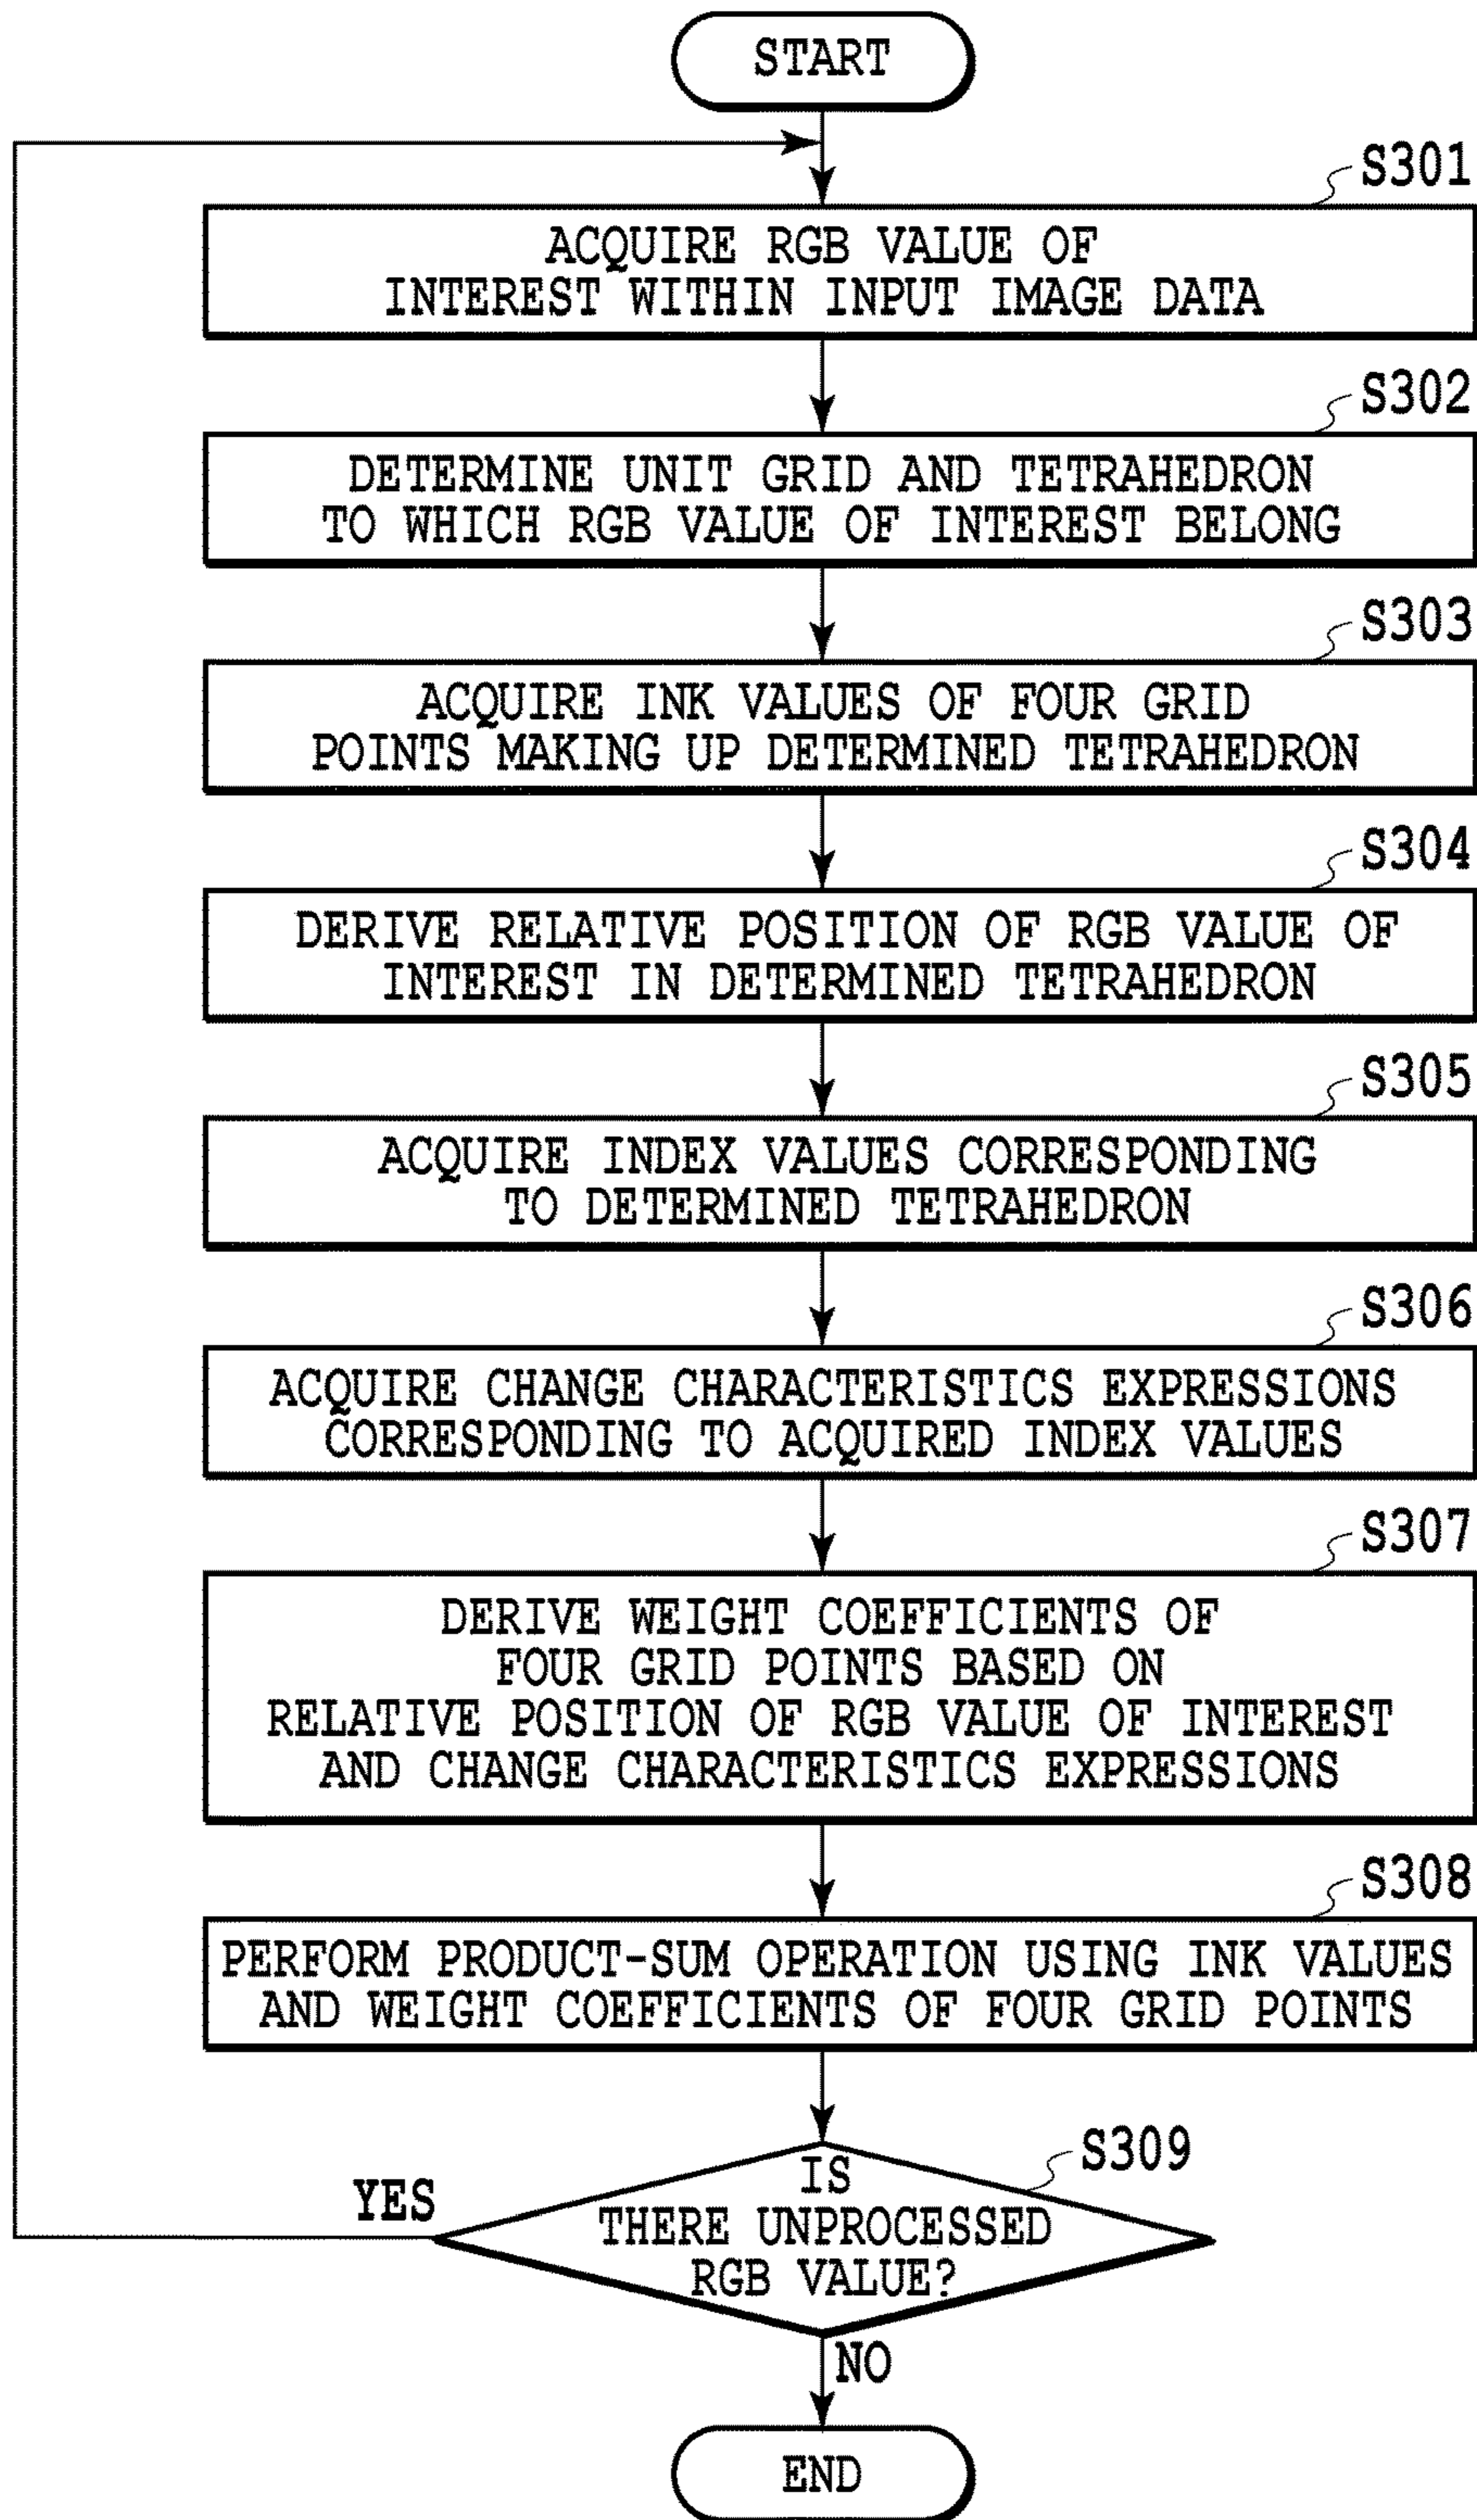 START
S301
ACQUIRE RGB VALUE OF
INTEREST WITHIN INPUT IMAGE DATA
S302
DETERMINE UNIT GRID AND TETRAHEDRON
TO WHICH RGB VALUE OF INTEREST BELONG
S303
ACQUIRE INK VALUES OF FOUR GRID
POINTS MAKING UP DETERMINED TETRAHEDRON
S304
DERIVE RELATIVE POSITION OF RGB VALUE OF
INTEREST IN DETERMINED TETRAHEDRON
S305
ACQUIRE INDEX VALUES CORRESPONDING
TO DETERMINED TETRAHEDRON
S306
ACQUIRE CHANGE CHARACTERISTICS EXPRESSIONS
CORRESPONDING TO ACQUIRED INDEX VALUES
S307
DERIVE WEIGHT COEFFICIENTS OF
FOUR GRID POINTS BASED ON
RELATIVE POSITION OF RGB VALUE OF INTEREST
AND CHANGE CHARACTERISTICS EXPRESSIONS
S308
PERFORM PRODUCT-SUM OPERATION USING INK VALUES
AND WEIGHT COEFFICIENTS OF FOUR GRID POINTS
S309
YES
IS
THERE UNPROCESSED
RGB VALUE?
NO
END